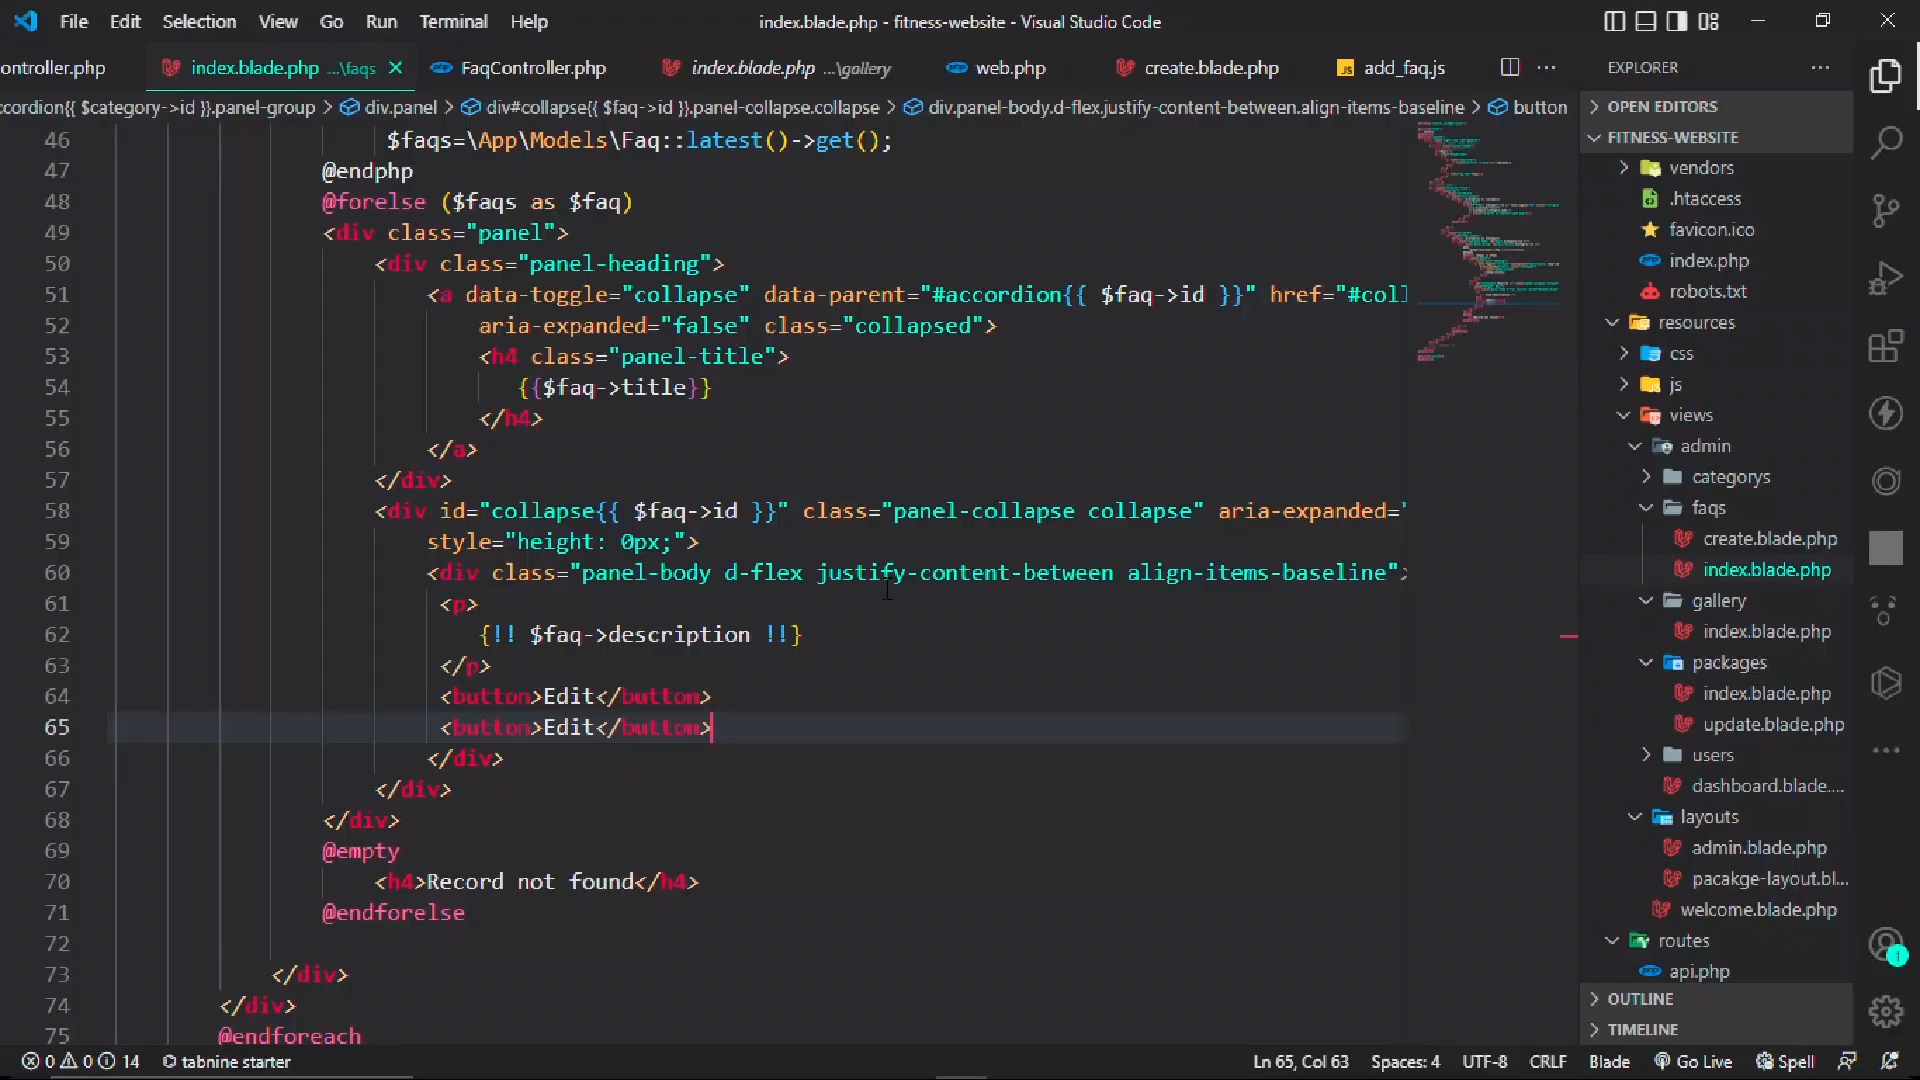 File Edit Selection View Go Run Terminal Help
index.blade.php - fitness-website - Visual Studio Code
ontroller.php
index.blade.php ...\faqs
FaqController.php
index.blade.php ...\gallery
web.php
create.blade.php
add_faq.js
EXPLORER
ccordion{{ $category->id }}.panel-group > div.panel > div#collapse{{ $faq->id }}.panel-collapse.collapse > div.panel-body.d-flex.justify-content-between.align-items-baseline > button
46 $faqs=\App\Models\Faq::latest()->get();
47 @endphp
48 @forelse ($faqs as $faq)
49 <div class="panel">
50 <div class="panel-heading">
51 <a data-toggle="collapse" data-parent="#accordion{{ $faq->id }}" href="#coll
52 aria-expanded="false" class="collapsed">
53 <h4 class="panel-title">
54 {{$faq->title}}
55 </h4>
56 </a>
57 </div>
58 <div id="collapse{{ $faq->id }}" class="panel-collapse collapse" aria-expanded="
59 style="height: 0px;">
60 <div class="panel-body d-flex justify-content-between align-items-baseline">
61 <p>
62 {!! $faq->description !!}
63 </p>
64 <button>Edit</button>
65 <button>Edit</button>
66 </div>
67 </div>
68 </div>
69 @empty
70 <h4>Record not found</h4>
71 @endforelse
72
73 </div>
74 </div>
75 @endforeach
OPEN EDITORS
FITNESS-WEBSITE
vendors
.htaccess
favicon.ico
index.php
robots.txt
resources
css
js
views
admin
categorys
faqs
create.blade.php
index.blade.php
gallery
index.blade.php
packages
index.blade.php
update.blade.php
users
dashboard.blade....
layouts
admin.blade.php
pacakge-layout.bl...
welcome.blade.php
routes
api.php
OUTLINE
TIMELINE
1
0 0 14 tabnine starter
Ln 65, Col 63 Spaces: 4 UTF-8 CRLF Blade Go Live Spell